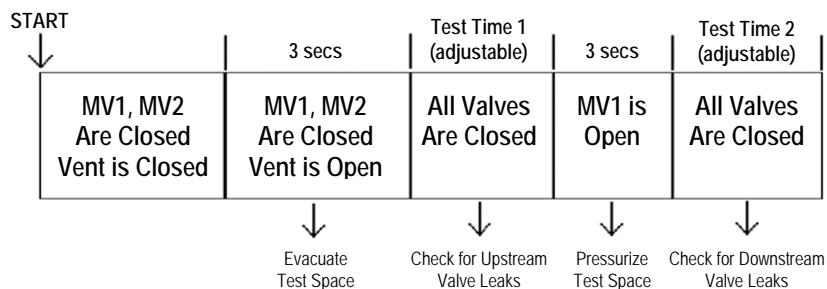 START
3 secs
Test Time 1
(adjustable)
3 secs
Test Time 2
(adjustable)
MV1, MV2
Are Closed
Vent is Closed
MV1, MV2
Are Closed
Vent is Open
All Valves
Are Closed
MV1 is
Open
All Valves
Are Closed
Evacuate
Test Space
Check for Upstream
Valve Leaks
Pressurize
Test Space
Check for Downstream
Valve Leaks